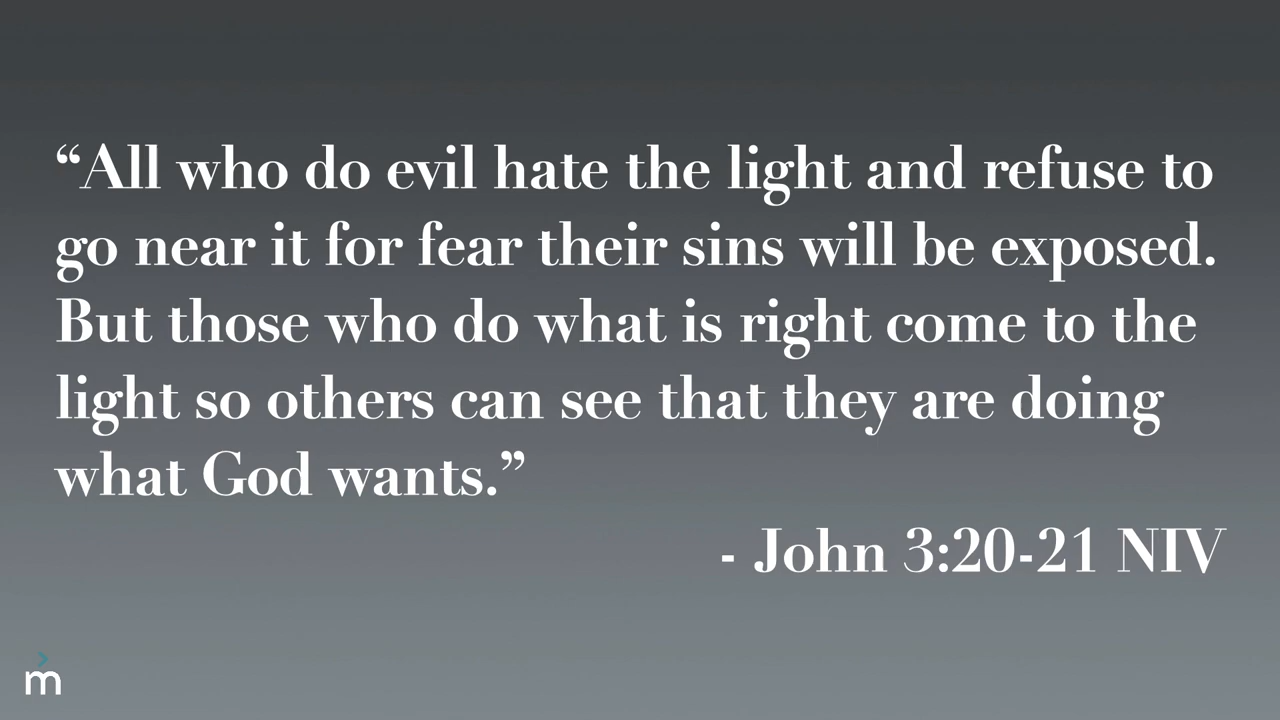 “All who do evil hate the light and refuse to
go near it for fear their sins will be exposed.
But those who do what is right come to the
light so others can see that they are doing
what God wants.”
- John 3:20-21 NIV
m